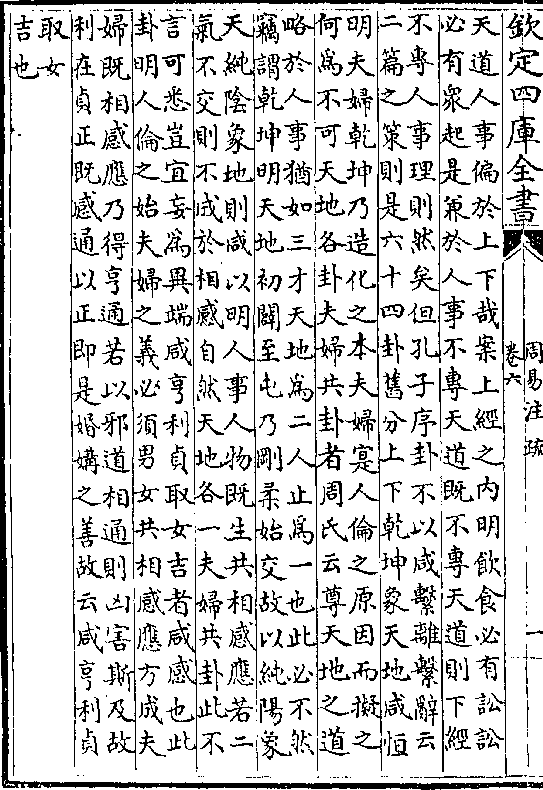 欽定四庫全書
周易注疏
卷六
一
天道人事偏於上下哉案上經之内明飲食必有訟訟
必有衆起是兼於人事不專天道既不專天道則下經
不專人事理則然矣但孔子序卦不以咸繫離繫辭云
二篇之策則是六十四卦舊分上下乾坤象天地咸恒
明夫婦乾坤乃造化之本夫婦寔人倫之原因而擬之
何爲不可天地各卦夫婦共卦者周氏云尊天地之道
略於人事猶如三才天地爲二人止爲一也此必不然
竊謂乾坤明天地初闢至屯乃剛柔始交故以純陽象
天純陰象地則咸以明人事人物既生共相感應若二
氣不交則不成於相感自然天地各一夫婦共卦此不
言可悉豈宜妄爲異端咸亨利貞取女吉者咸感也此
卦明人倫之始夫婦之義必須男女共相感應方成夫
婦既相感應乃得亨通若以邪道相通則凶害斯及故
利在貞正既感通以正即是婚媾之善故云咸亨利貞
取女
吉也